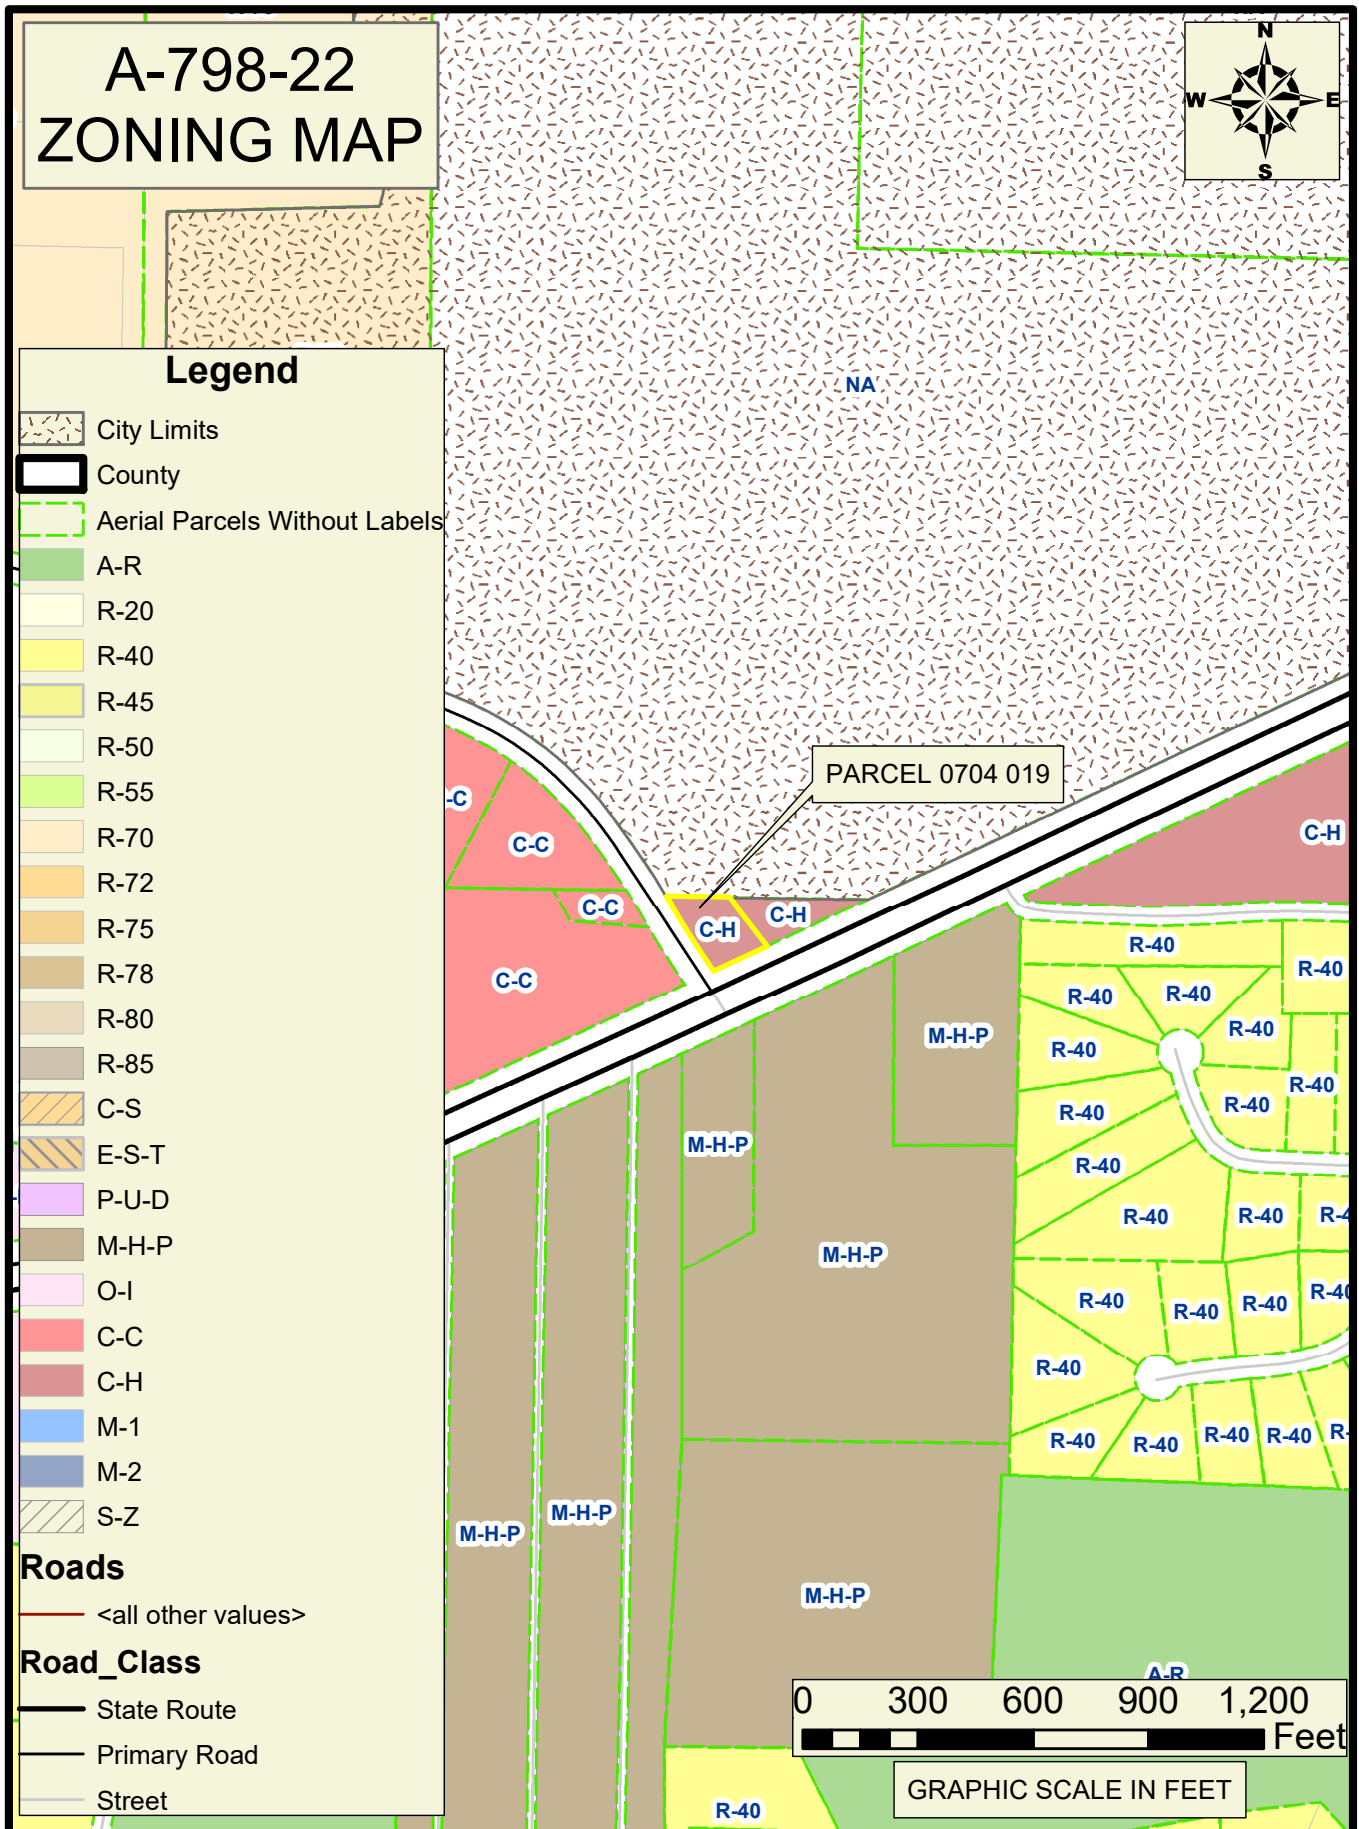 A-798-22
ZONING MAP
N
W
E
S
Legend
City Limits
County
Aerial Parcels Without Labels
A-R
R-20
R-40
R-45
R-50
R-55
R-70
R-72
R-75
R-78
R-80
R-85
C-S
E-S-T
P-U-D
M-H-P
O-I
C-C
C-H
M-1
M-2
S-Z
Roads
<all other values>
Road_Class
State Route
Primary Road
Street
NA
PARCEL 0704 019
-C
C-C
C-C
C-C
C-H
C-H
C-H
R-40
R-40
R-40
R-40
R-40
R-40
R-40
R-40
R-40
R-40
R-40
R-40
R-40
R-4
M-H-P
M-H-P
M-H-P
R-40
R-40
R-40
R-40
R-40
R-40
R-40
R-40
R-40
R-
M-H-P
M-H-P
M-H-P
A-R
0 300 600 900 1,200
Feet
GRAPHIC SCALE IN FEET
R-40